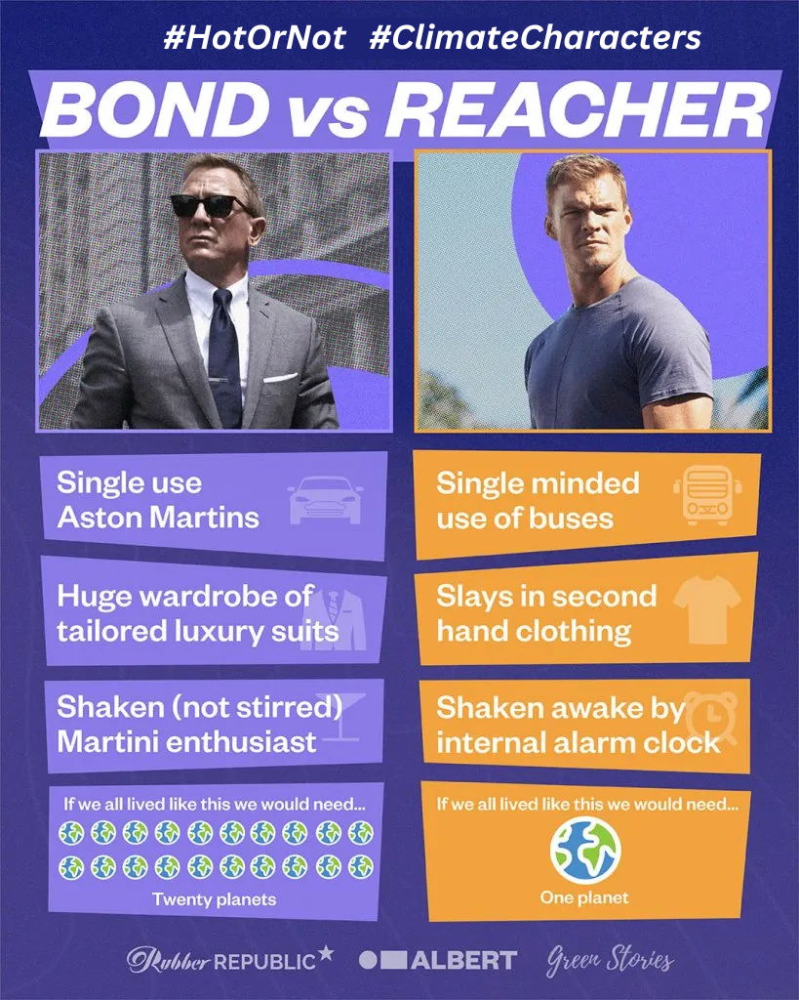 #HotOrNot #ClimateCharacters
BOND vs REACHER
Single use
Aston Martins
Huge wardrobe of
tailored luxury suits
Shaken (not stirred)
Martini enthusiast
If we all lived like this we would need...
Twenty planets
Single minded
use of buses
Slays in second
hand clothing
Shaken awake by
internal alarm clock
If we all lived like this we would need...
One planet
Rubber REPUBLIC
ALBERT
Green Stories